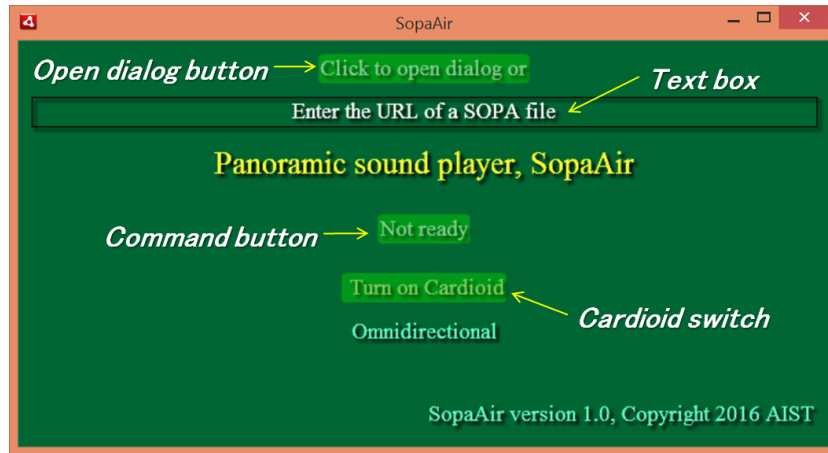 SopaAir
Open dialog button
Click to open dialog or
Text box
Enter the URL of a SOPA file
Panoramic sound player, SopaAir
Command button
Not ready
Turn on Cardioid
Cardioid switch
Omnidirectional
SopaAir version 1.0, Copyright 2016 AIST